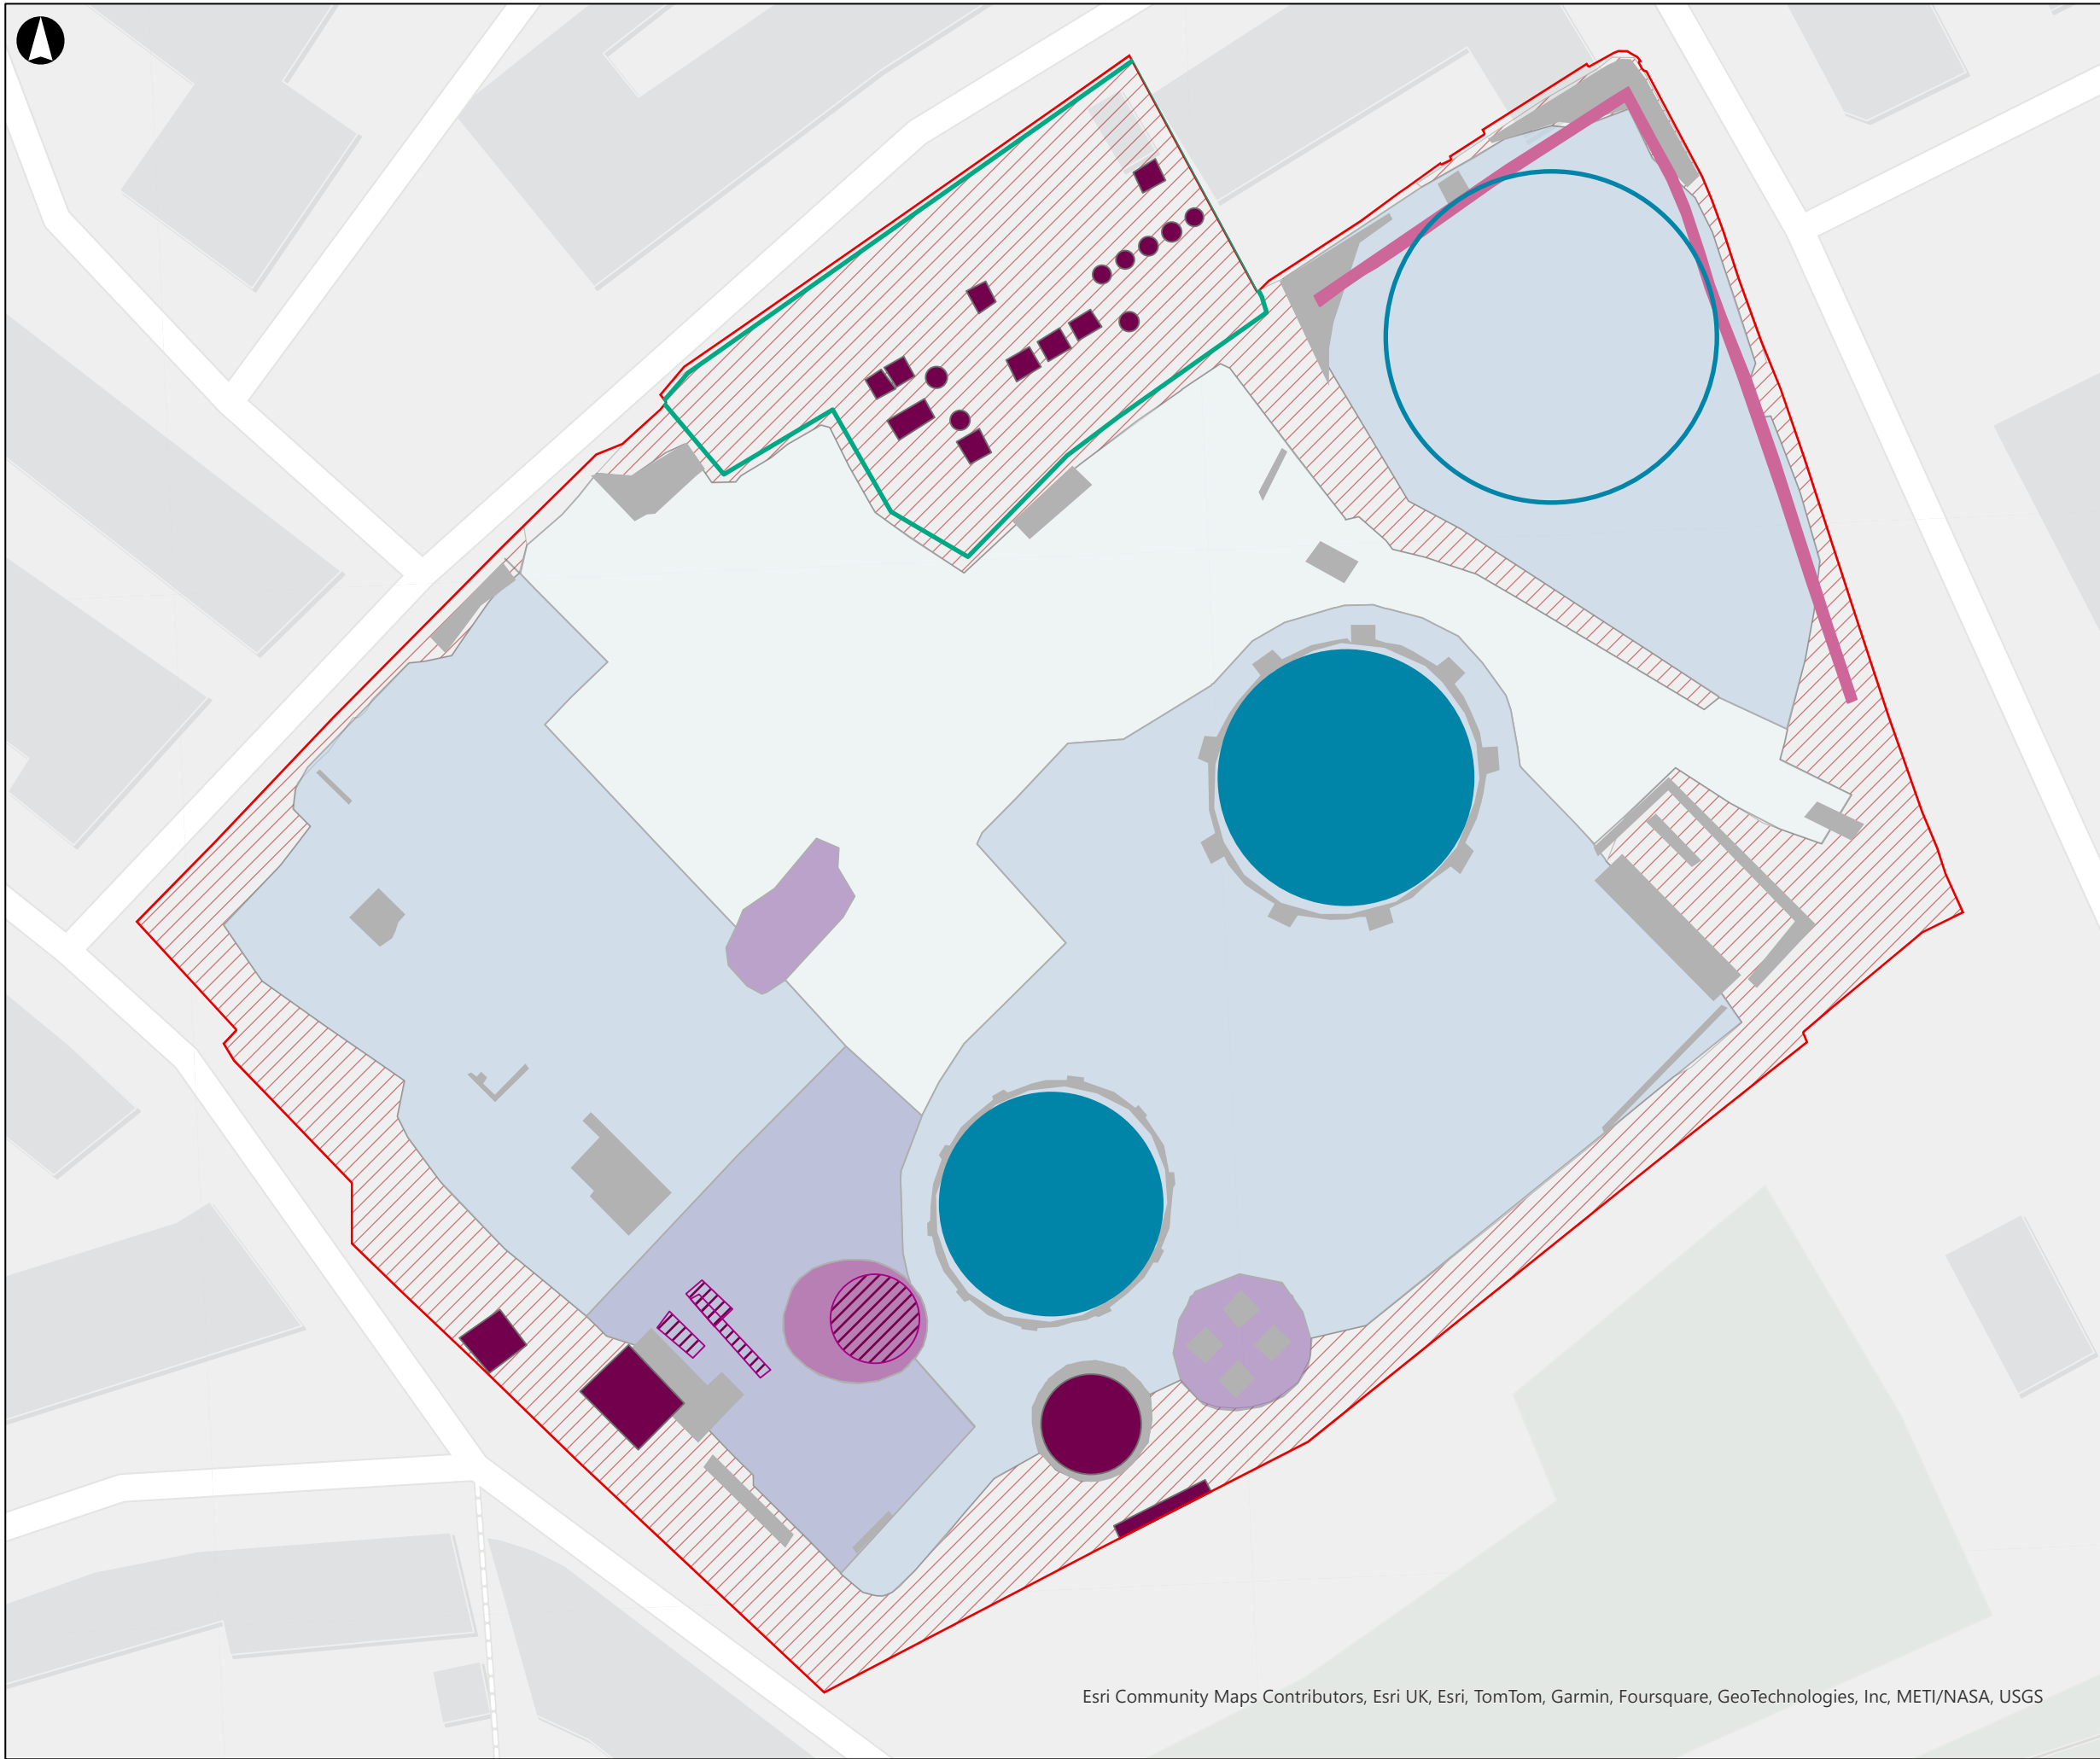 Esri Community Maps Contributors, Esri UK, Esri, TomTom, Garmin, Foursquare, GeoTechnologies, Inc, METI/NASA, USGS